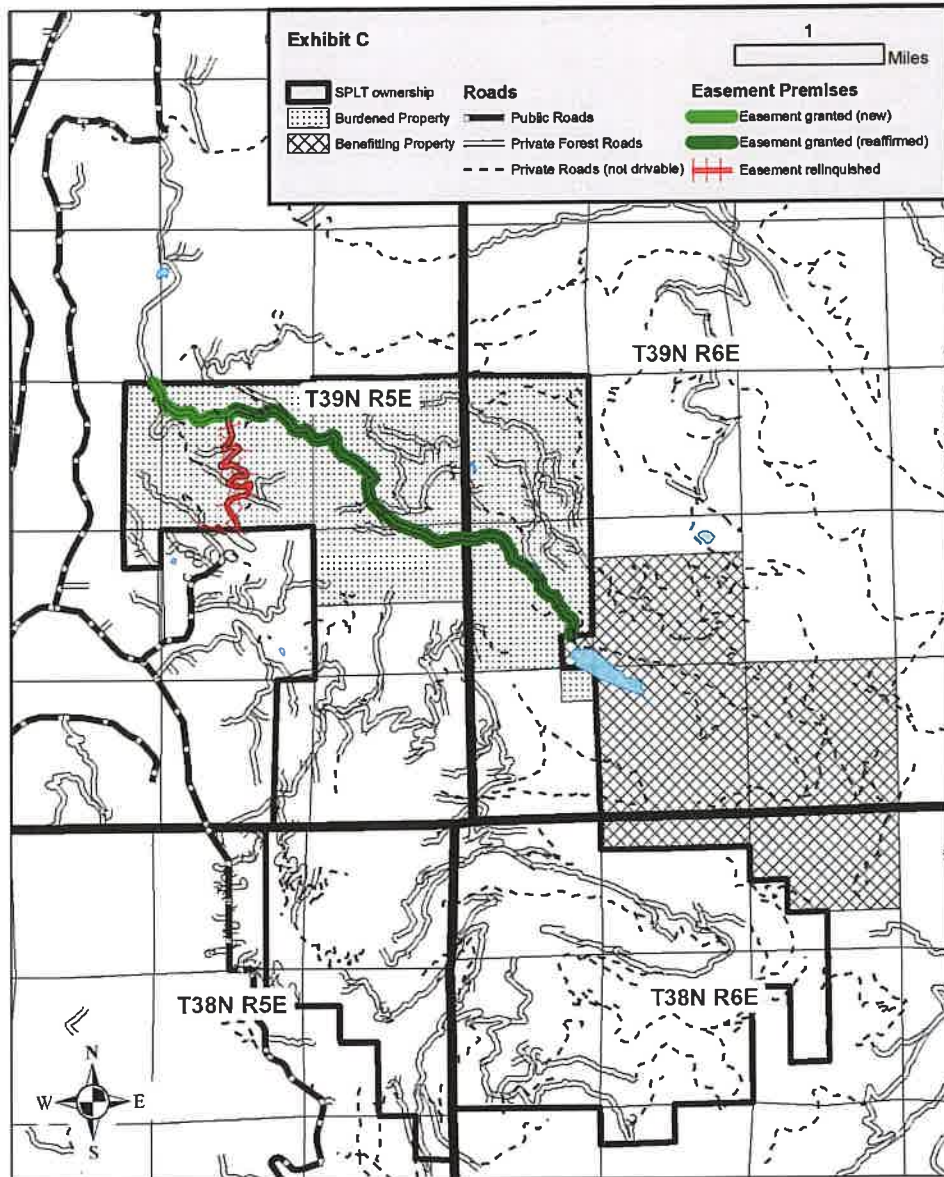 Exhibit C
1
Miles
SPLT ownership
Burdened Property
Benefitting Property
Roads
Public Roads
Private Forest Roads
Private Roads (not drivable)
Easement Premises
Easement granted (new)
Easement granted (reaffirmed)
Easement relinquished
T39N R6E
T39N R5E
T38N R5E
T38N R6E
N
W
E
S